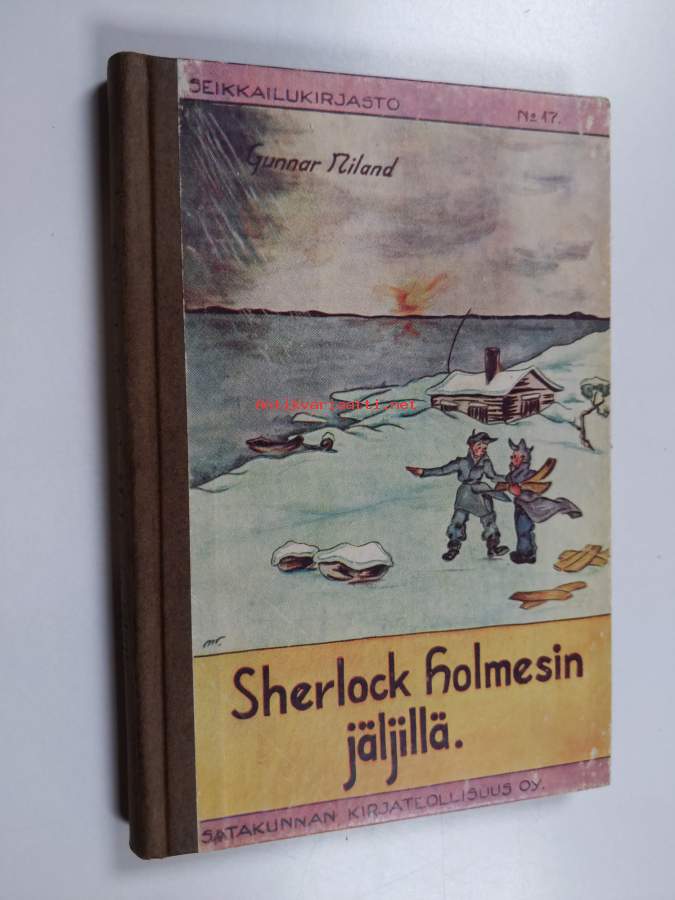 SEIKKAILUKIRJASTO No 17.
Gunnar Niland
Antikvariaatti.net
Sherlock Holmesin
jäljillä.
SATAKUNNAN KIRJATEOLLISUUS OY.